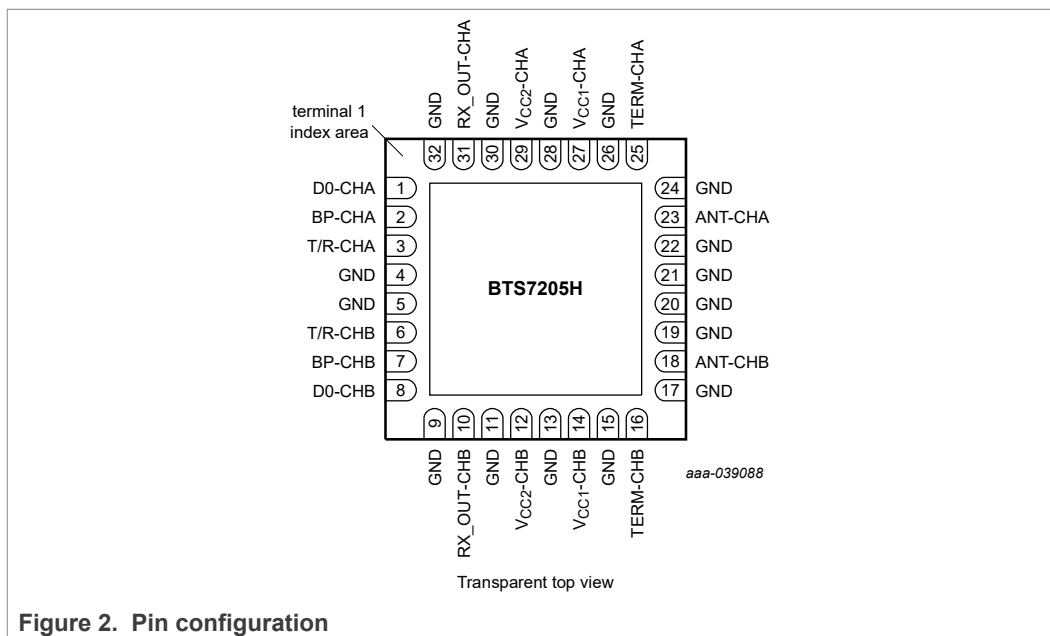 RX_OUT-CHA
VCC2-CHA
VCC1-CHA
TERM-CHA
GND
GND
GND
GND
terminal 1
index area
32
31
30
29
28
27
26
25
D0-CHA 1
BP-CHA 2
T/R-CHA 3
GND 4
GND 5
T/R-CHB 6
BP-CHB 7
D0-CHB 8
BTS7205H
24 GND
23 ANT-CHA
22 GND
21 GND
20 GND
19 GND
18 ANT-CHB
17 GND
9
10
11
12
13
14
15
16
GND
RX_OUT-CHB
GND
VCC2-CHB
GND
VCC1-CHB
GND
TERM-CHB
aaa-039088
Transparent top view
Figure 2. Pin configuration